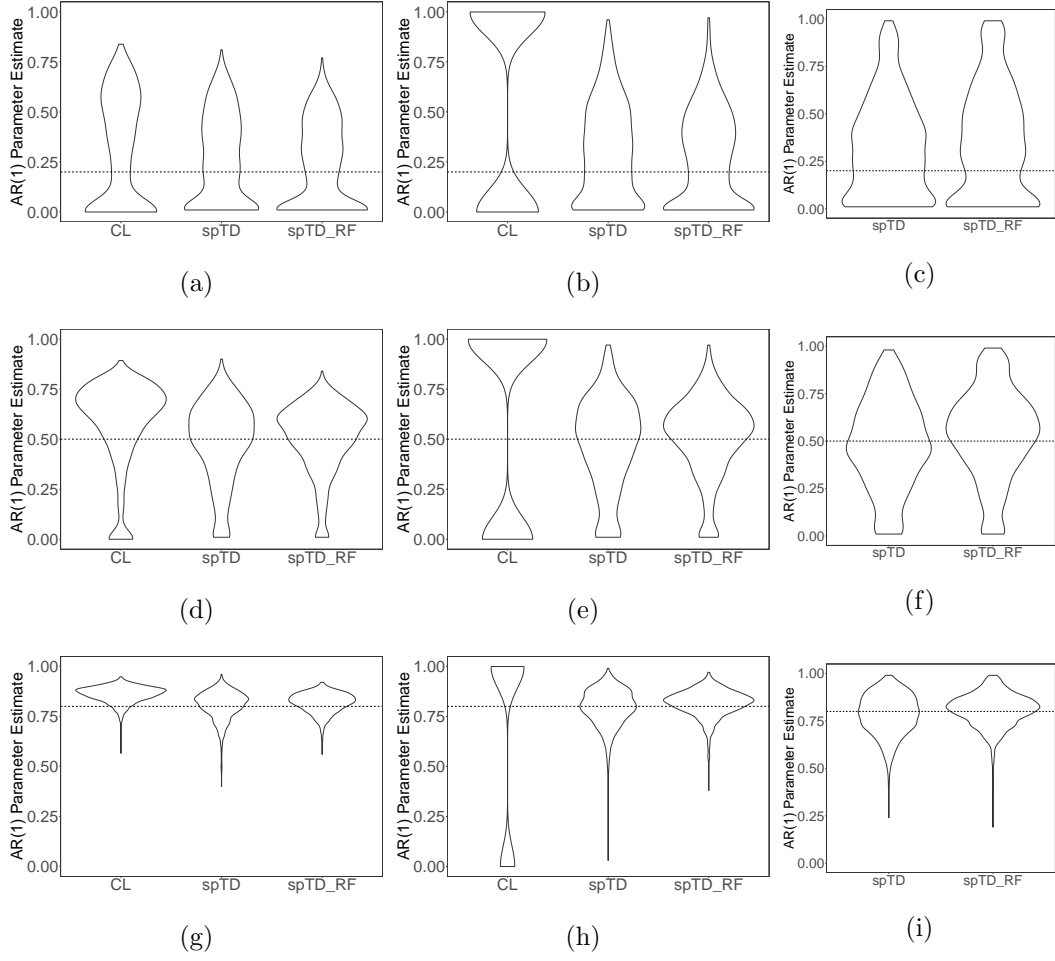 AR(1) Parameter Estimate
1.00
0.75
0.50
0.25
0.00
CL spTD spTD_RF
(a)
AR(1) Parameter Estimate
1.00
0.75
0.50
0.25
0.00
CL spTD spTD_RF
(b)
AR(1) Parameter Estimate
1.00
0.75
0.50
0.25
0.00
spTD spTD_RF
(c)
AR(1) Parameter Estimate
1.00
0.75
0.50
0.25
0.00
CL spTD spTD_RF
(d)
AR(1) Parameter Estimate
1.00
0.75
0.50
0.25
0.00
CL spTD spTD_RF
(e)
AR(1) Parameter Estimate
1.00
0.75
0.50
0.25
0.00
spTD spTD_RF
(f)
AR(1) Parameter Estimate
1.00
0.75
0.50
0.25
0.00
CL spTD spTD_RF
(g)
AR(1) Parameter Estimate
1.00
0.75
0.50
0.25
0.00
CL spTD spTD_RF
(h)
AR(1) Parameter Estimate
1.00
0.75
0.50
0.25
0.00
spTD spTD_RF
(i)